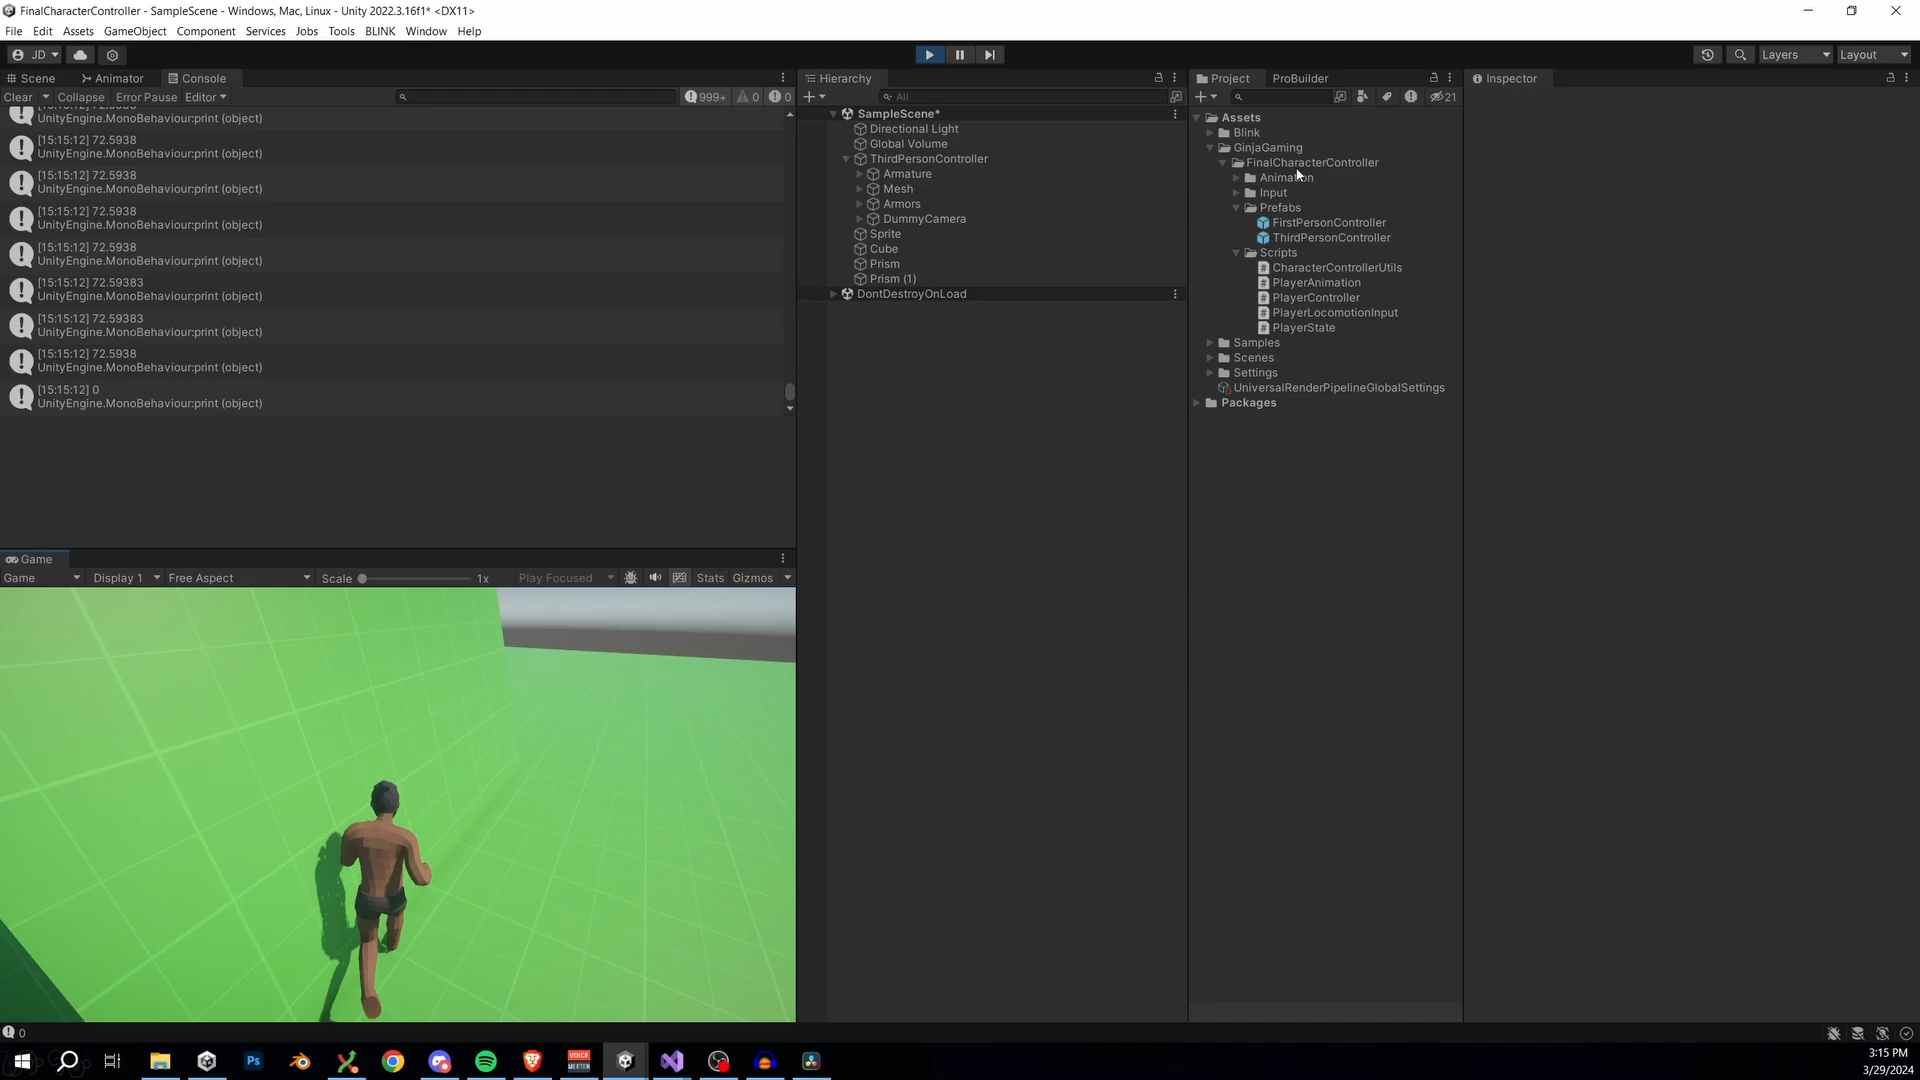 FinalCharacterController - SampleScene - Windows, Mac, Linux - Unity 2022.3.16f1* <DX11>
File Edit Assets GameObject Component Services Jobs Tools BLINK Window Help
JD
Layers Layout
Scene Animator Console
Clear Collapse Error Pause Editor 999+ 0 0
UnityEngine.MonoBehaviour:print (object)
[15:15:12] 72.5938
UnityEngine.MonoBehaviour:print (object)
[15:15:12] 72.5938
UnityEngine.MonoBehaviour:print (object)
[15:15:12] 72.5938
UnityEngine.MonoBehaviour:print (object)
[15:15:12] 72.5938
UnityEngine.MonoBehaviour:print (object)
[15:15:12] 72.59383
UnityEngine.MonoBehaviour:print (object)
[15:15:12] 72.59383
UnityEngine.MonoBehaviour:print (object)
[15:15:12] 72.5938
UnityEngine.MonoBehaviour:print (object)
[15:15:12] 0
UnityEngine.MonoBehaviour:print (object)
Game
Game Display 1 Free Aspect Scale 1x Play Focused Stats Gizmos
Hierarchy
All
SampleScene*
Directional Light
Global Volume
ThirdPersonController
Armature
Mesh
Armors
DummyCamera
Sprite
Cube
Prism
Prism (1)
DontDestroyOnLoad
Project ProBuilder
21
Assets
Blink
GinjaGaming
FinalCharacterController
Animation
Input
Prefabs
FirstPersonController
ThirdPersonController
Scripts
CharacterControllerUtils
PlayerAnimation
PlayerController
PlayerLocomotionInput
PlayerState
Samples
Scenes
Settings
UniversalRenderPipelineGlobalSettings
Packages
Inspector
0
Ps
VOICE
MEETER
3:15 PM
3/29/2024